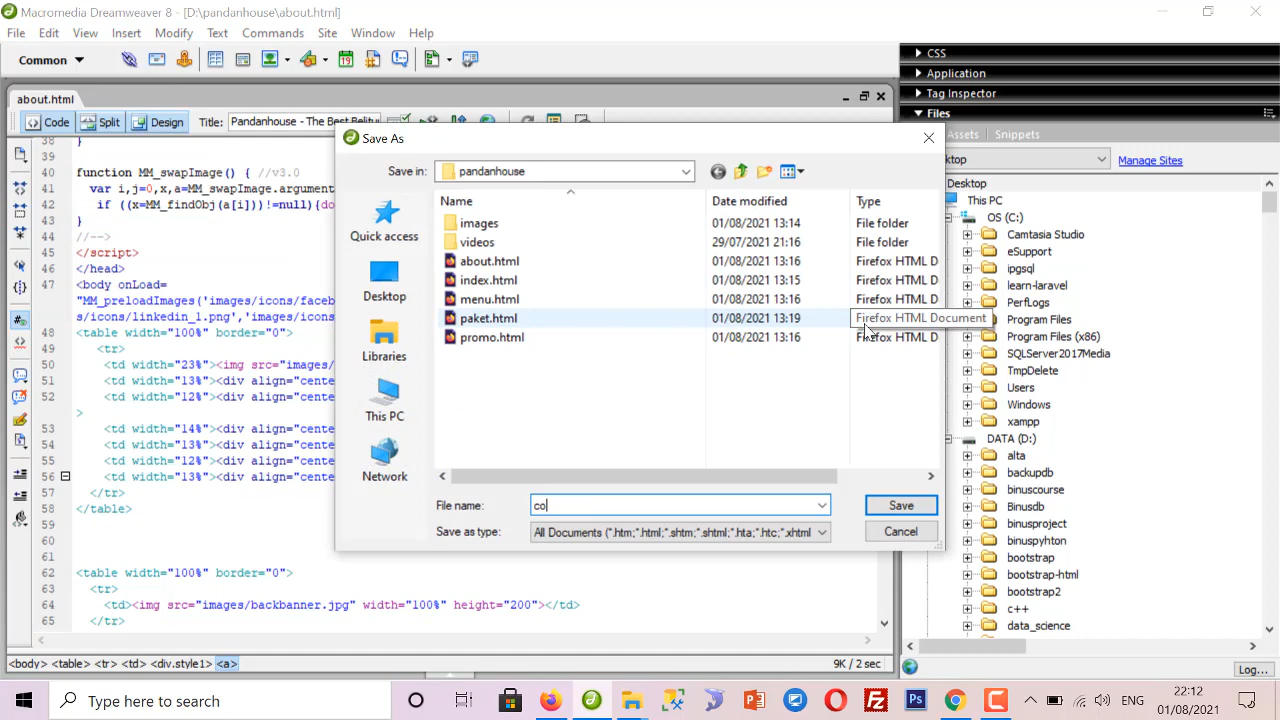 Macromedia Dreamweaver 8 - [D:\pandanhouse\about.html]
File Edit View Insert Modify Text Commands Site Window Help
Common
about.html
Code Split Design Title: Pandanhouse - The Best Belitu
38 }
39
40 function MM_swapImage() { //v3.0
41 var i,j=0,x,a=MM_swapImage.argument
42 if ((x=MM_findObj(a[i]))!=null){do
43 }
44 //-->
45 </script>
46 </head>
47 <body onLoad=
"MM_preloadImages('images/icons/faceb
s/icons/linkedin_1.png','images/icons
48 <table width="100%" border="0">
49 <tr>
50 <td width="23%"><img src="images/
51 <td width="13%"><div align="cente
52 <td width="12%"><div align="cente
>
53 <td width="14%"><div align="cente
54 <td width="13%"><div align="cente
55 <td width="12%"><div align="cente
56 <td width="13%"><div align="cente
57 </tr>
58 </table>
59
60
61
62 <table width="100%" border="0">
63 <tr>
64 <td><img src="images/backbanner.jpg" width="100%" height="200"></td>
65 </tr>
<body> <table> <tr> <td> <div.style1> <a>
9K / 2 sec
Save As
Save in: pandanhouse
Quick access
Desktop
Libraries
This PC
Network
Name Date modified Type
images 01/08/2021 13:14 File folder
videos 29/07/2021 21:16 File folder
about.html 01/08/2021 13:16 Firefox HTML D
index.html 01/08/2021 13:16 Firefox HTML D
menu.html 01/08/2021 13:16 Firefox HTML D
paket.html 01/08/2021 13:19 Firefox HTML Document
promo.html 01/08/2021 13:16 Firefox HTML D
File name: co Save
Save as type: All Documents (*.htm;*.html;*.shtm;*.shtml;*.hta;*.htc;*.xhtml Cancel
CSS
Application
Tag Inspector
Files
Assets Snippets
ktop Manage Sites
Desktop
This PC
OS (C:)
Camtasia Studio
eSupport
ipgsql
learn-laravel
PerfLogs
Program Files
Program Files (x86)
SQLServer2017Media
TmpDelete
Users
Windows
xampp
DATA (D:)
alta
backupdb
binuscourse
Binusdb
binusproject
binuspyhton
bootstrap
bootstrap-html
bootstrap2
c++
data_science
Log...
Type here to search
ENG
22:12
01/08/2021